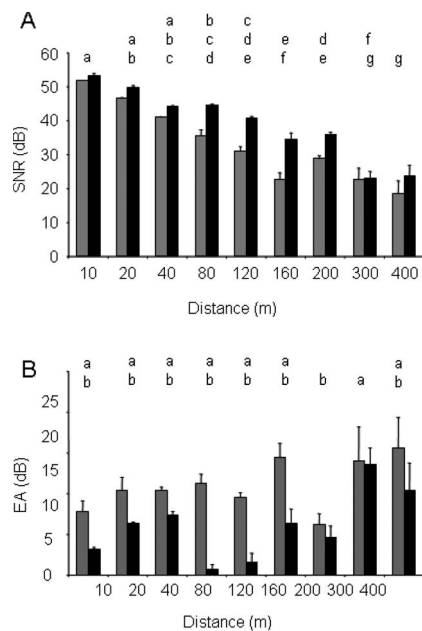 A
a b c
a b c d e d f
a b c d e f e g g
60
50
40
30
20
10
0
SNR (dB)
10 20 40 80 120 160 200 300 400
Distance (m)
B
a a a a a a a
b b b b b b b a b
25
20
15
10
5
0
EA (dB)
10 20 40 80 120 160 200 300 400
Distance (m)